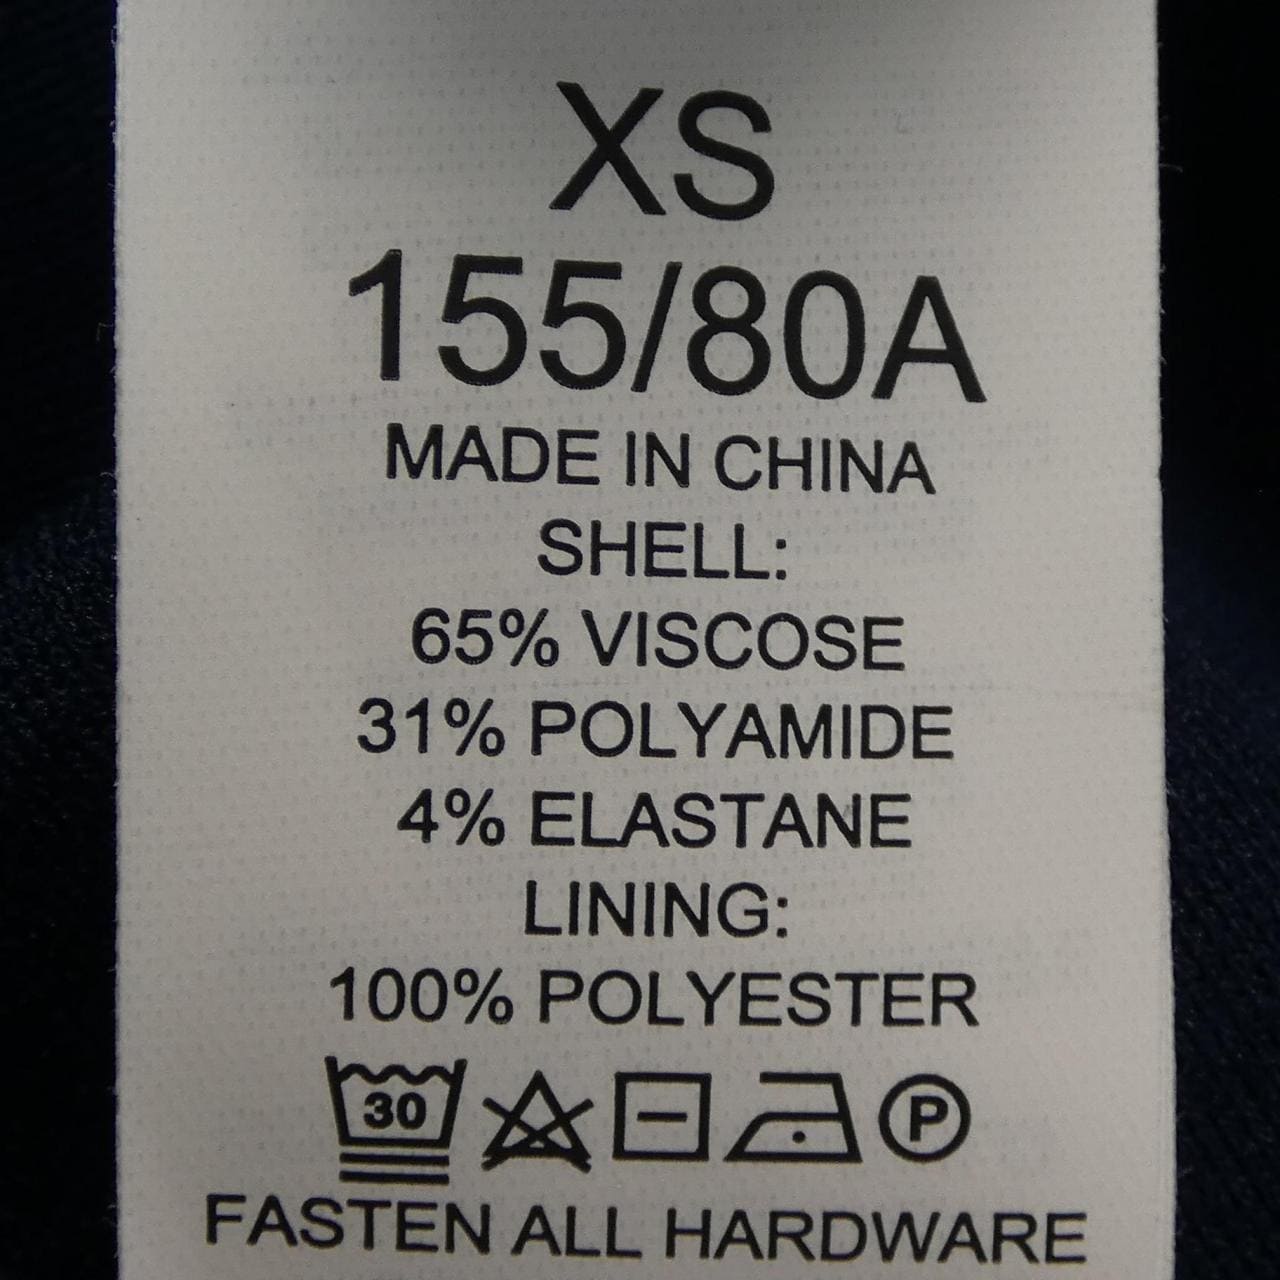 XS
155/80A
MADE IN CHINA
SHELL:
65% VISCOSE
31% POLYAMIDE
4% ELASTANE
LINING:
100% POLYESTER
30 P
FASTEN ALL HARDWARE